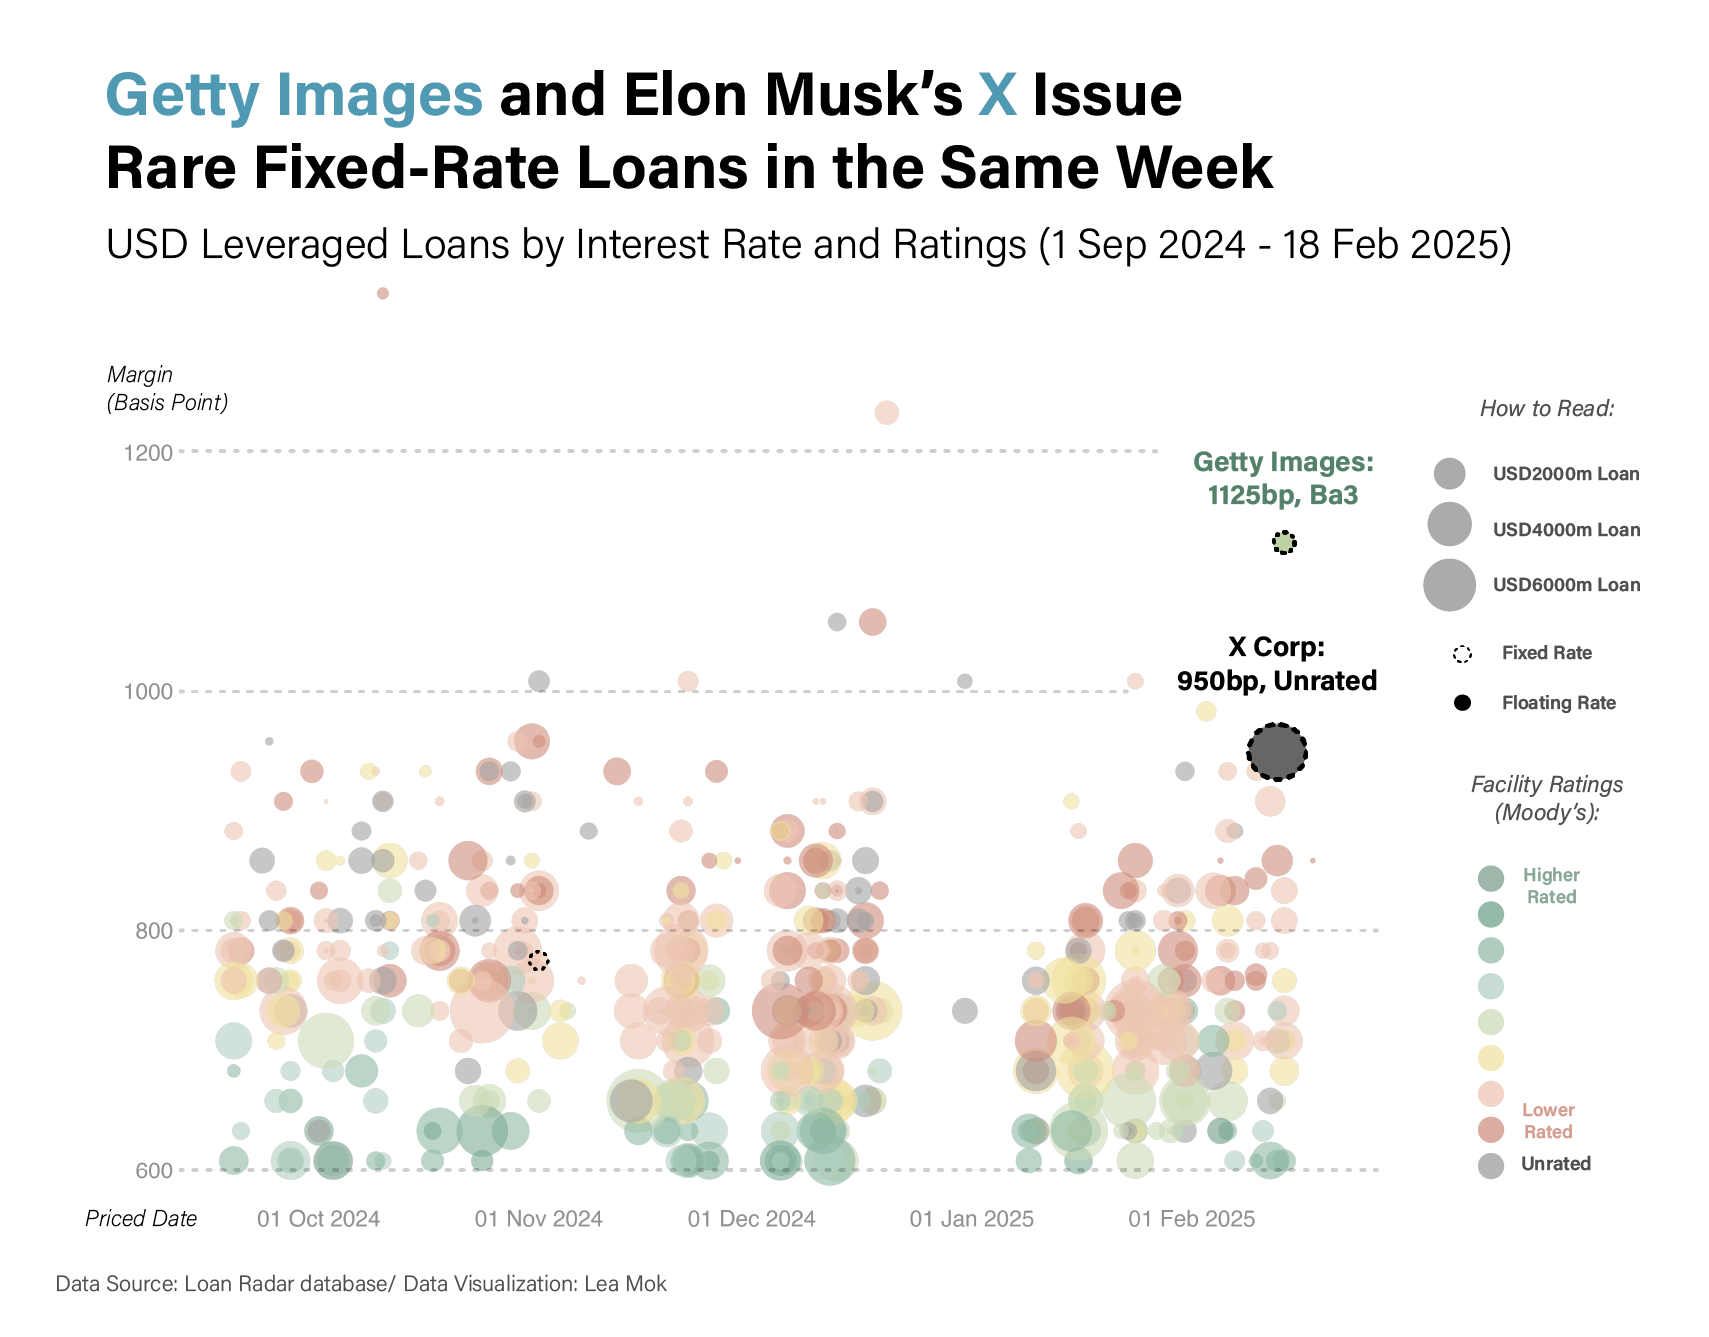 Getty Images and Elon Musk's X Issue
Rare Fixed-Rate Loans in the Same Week
USD Leveraged Loans by Interest Rate and Ratings (1 Sep 2024 - 18 Feb 2025)
Margin
(Basis Point)
1200
1000
800
600
Getty Images:
1125bp, Ba3
X Corp:
950bp, Unrated
Priced Date
01 Oct 2024
01 Nov 2024
01 Dec 2024
01 Jan 2025
01 Feb 2025
How to Read:
USD2000m Loan
USD4000m Loan
USD6000m Loan
Fixed Rate
Floating Rate
Facility Ratings
(Moody's):
Higher
Rated
Lower
Rated
Unrated
Data Source: Loan Radar database/ Data Visualization: Lea Mok